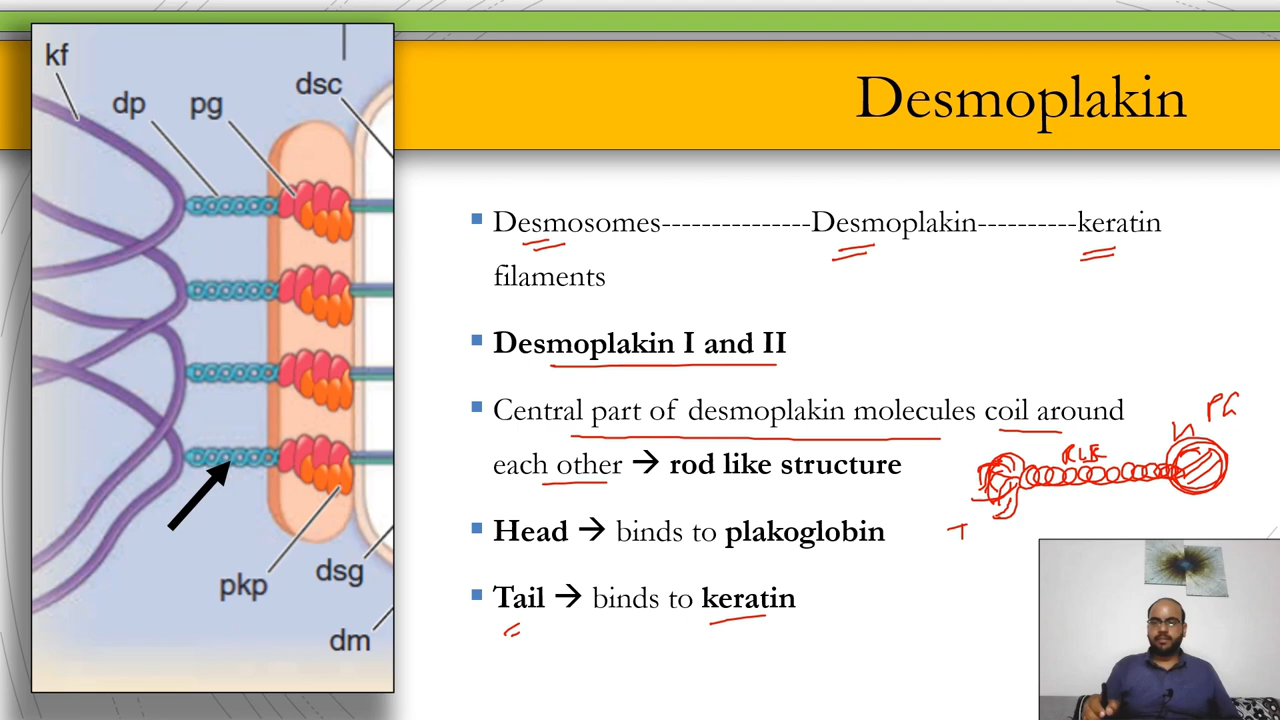 kf
dp
pg
dsc
pkp
dsg
dm
Desmoplakin
Desmosomes--------------Desmoplakin----------keratin
filaments
Desmoplakin I and II
Central part of desmoplakin molecules coil around
each other → rod like structure
Head → binds to plakoglobin
Tail → binds to keratin
PG
T